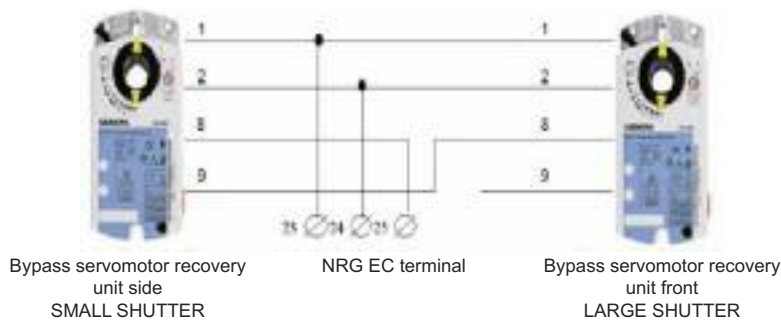 1 1
2 2
8 8
9 9
23 24 25
Bypass servomotor recovery
unit side
SMALL SHUTTER
NRG EC terminal
Bypass servomotor recovery
unit front
LARGE SHUTTER